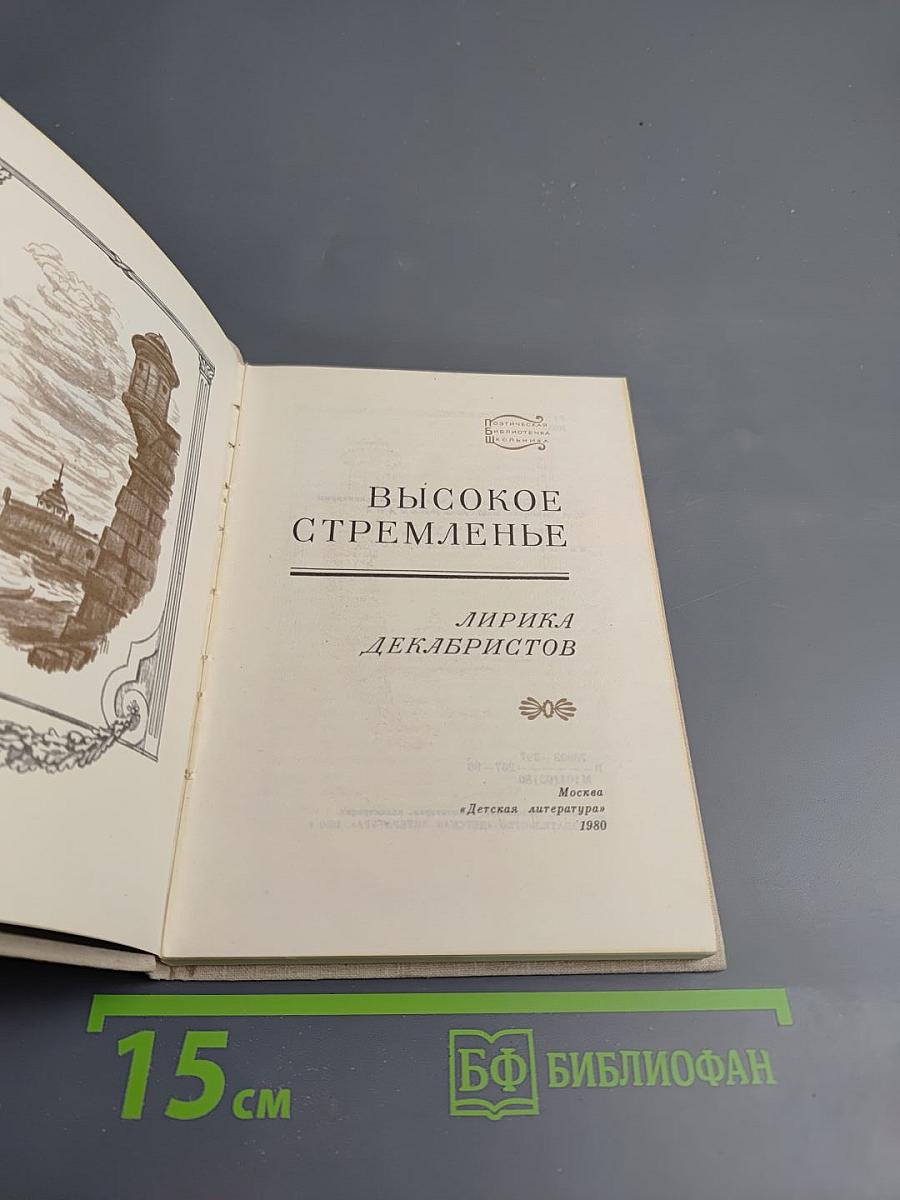 ПОЭТИЧЕСКАЯ
БИБЛИОТЕЧКА
ШКОЛЬНИКА
ВЫСОКОЕ
СТРЕМЛЕНЬЕ
ЛИРИКА
ДЕКАБРИСТОВ
Москва
«Детская литература»
1980
15 см
БФ БИБЛИОФАН